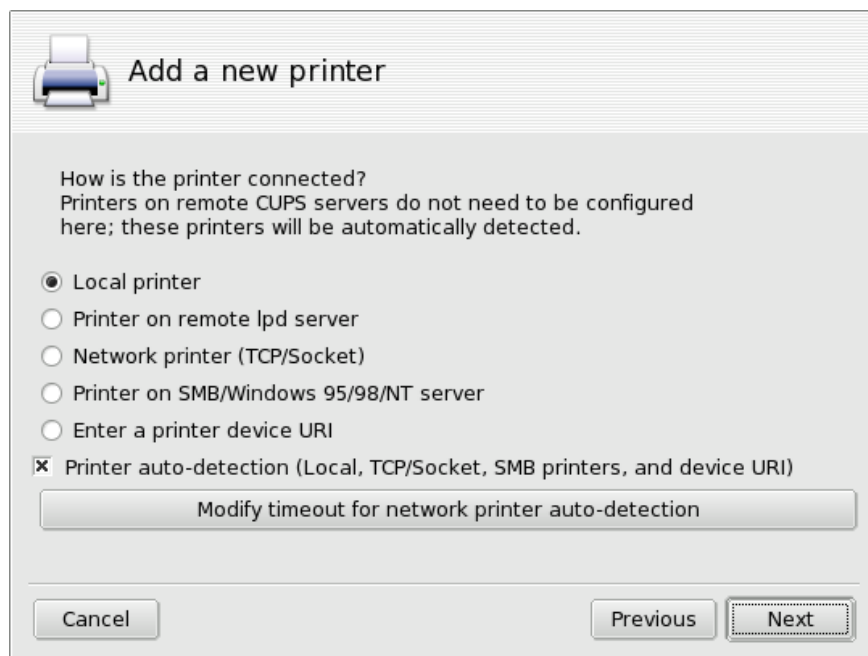 Add a new printer
How is the printer connected?
Printers on remote CUPS servers do not need to be configured
here; these printers will be automatically detected.
Local printer
Printer on remote lpd server
Network printer (TCP/Socket)
Printer on SMB/Windows 95/98/NT server
Enter a printer device URI
Printer auto-detection (Local, TCP/Socket, SMB printers, and device URI)
Modify timeout for network printer auto-detection
Cancel
Previous
Next